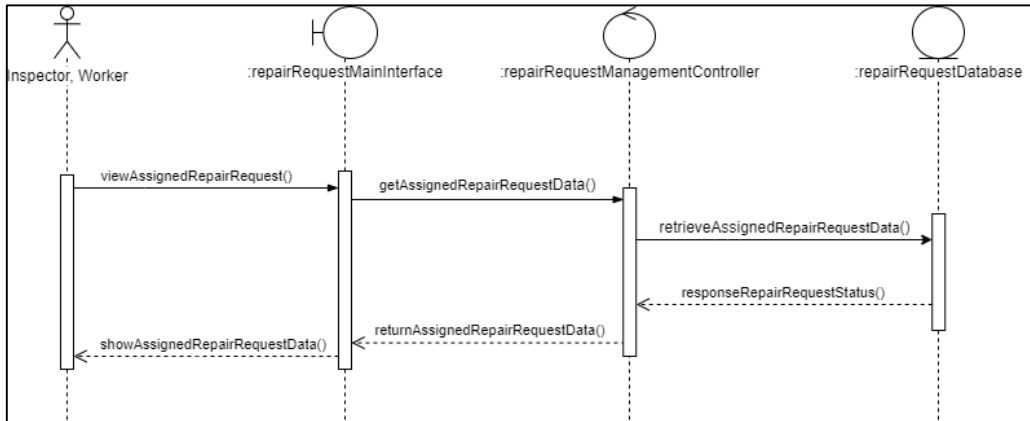 Inspector, Worker
:repairRequestMainInterface
:repairRequestManagementController
:repairRequestDatabase
viewAssignedRepairRequest()
getAssignedRepairRequestData()
retrieveAssignedRepairRequestData()
responseRepairRequestStatus()
returnAssignedRepairRequestData()
showAssignedRepairRequestData()